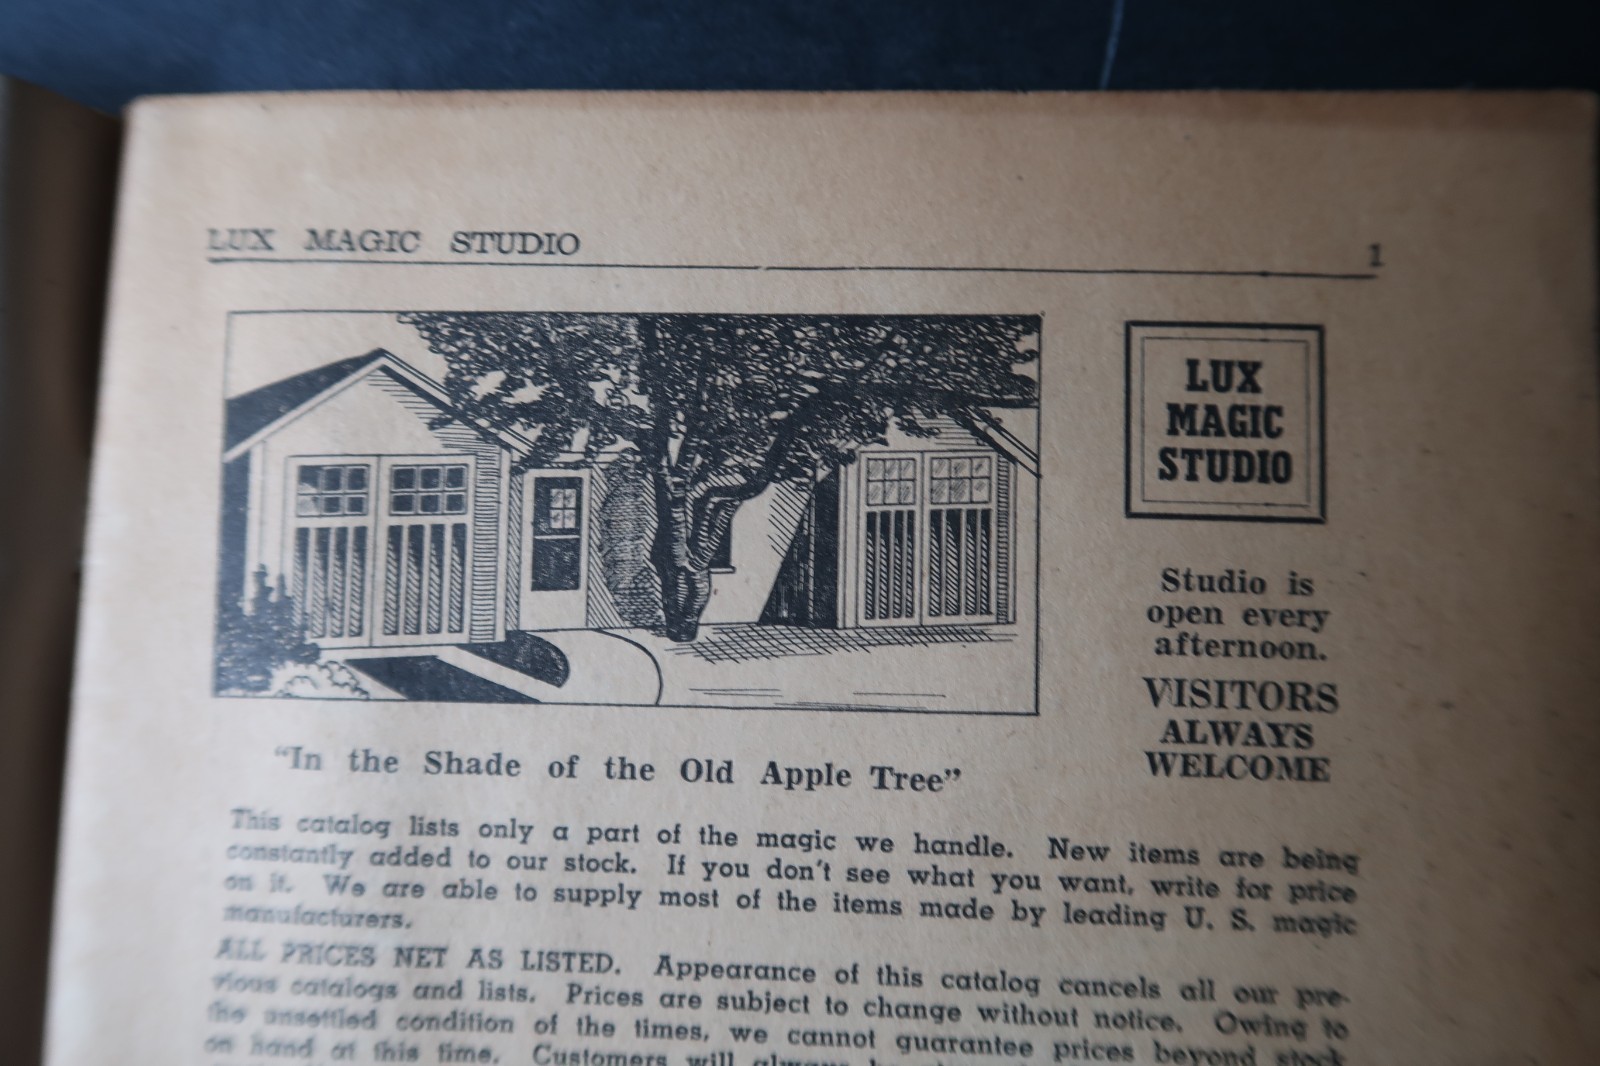 LUX MAGIC STUDIO 1
LUX
MAGIC
STUDIO
Studio is
open every
afternoon.
VISITORS
ALWAYS
WELCOME
"In the Shade of the Old Apple Tree"
This catalog lists only a part of the magic we handle. New items are being
constantly added to our stock. If you don't see what you want, write for price
on it. We are able to supply most of the items made by leading U. S. magic
manufacturers.
ALL PRICES NET AS LISTED. Appearance of this catalog cancels all our pre-
vious catalogs and lists. Prices are subject to change without notice. Owing to
the unsettled condition of the times, we cannot guarantee prices beyond stock
on hand at this time. Customers will always